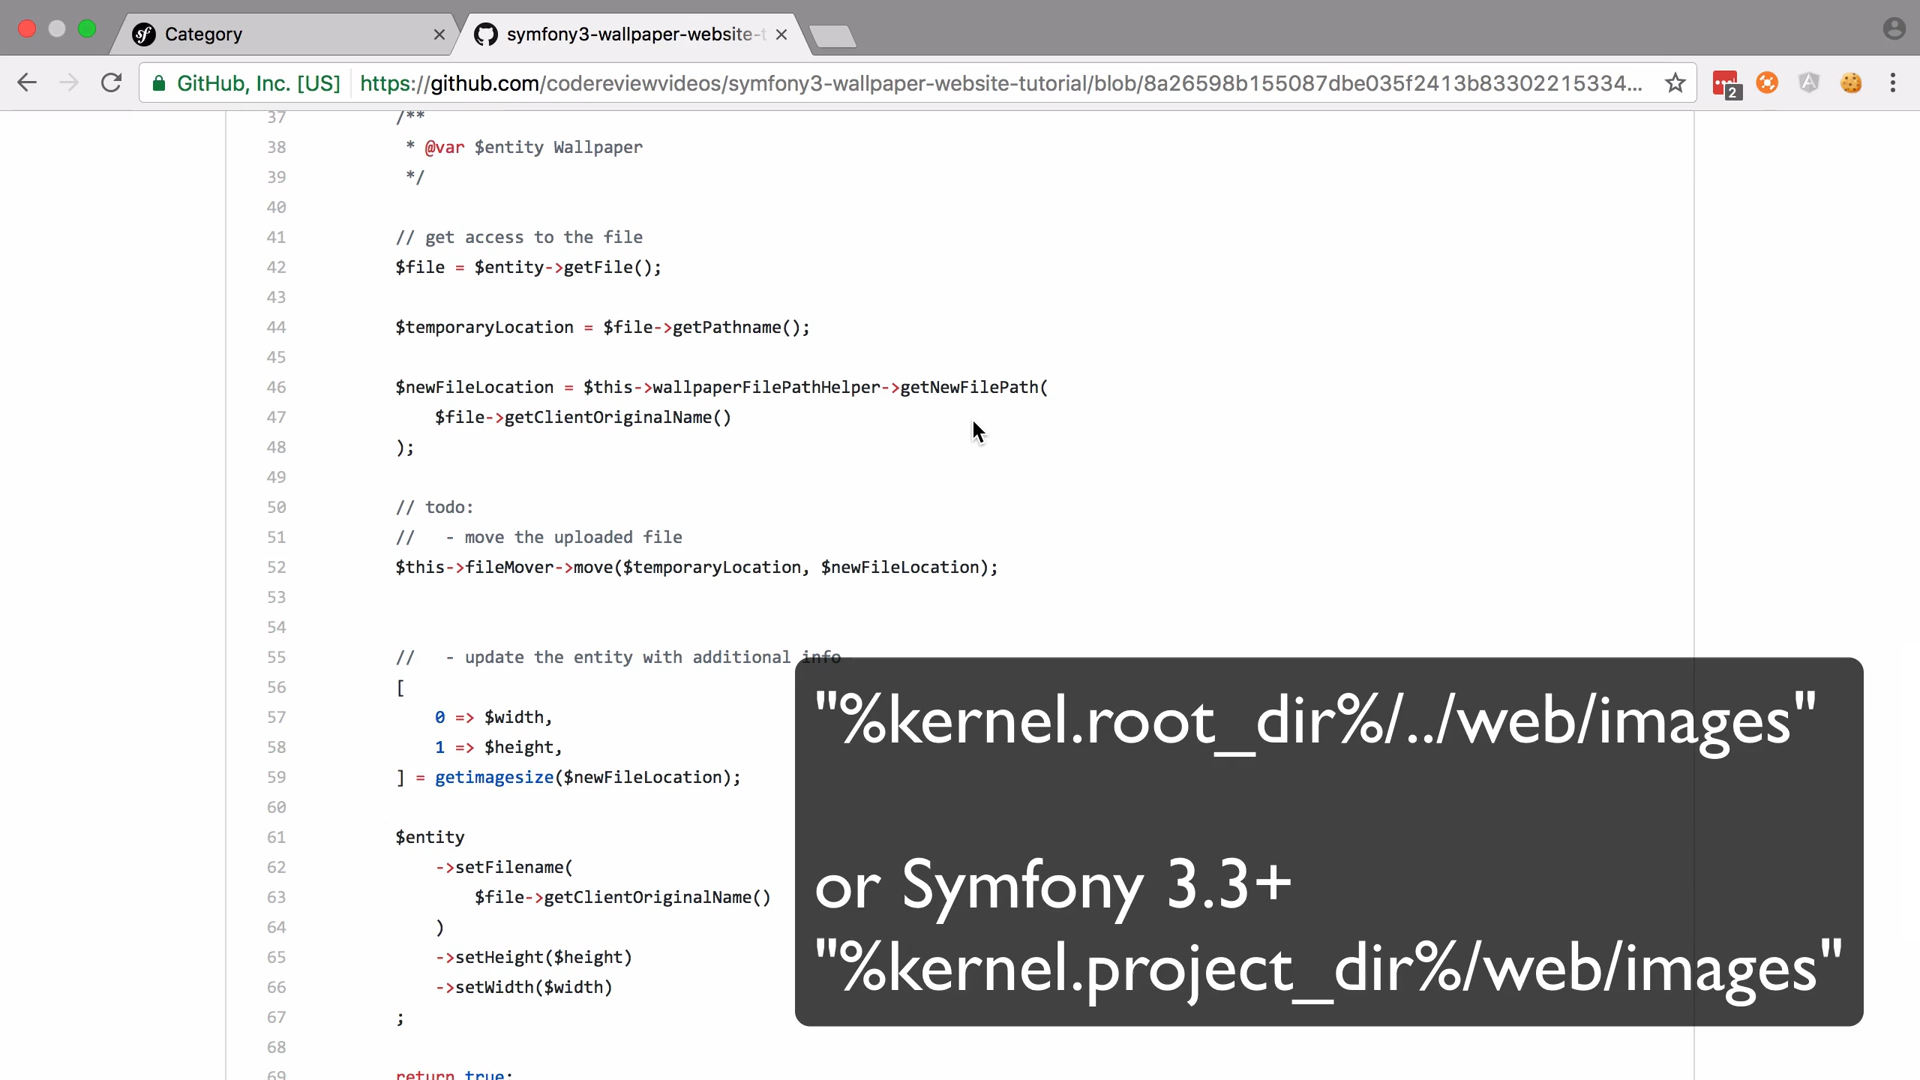 Category
symfony3-wallpaper-website-t
GitHub, Inc. [US]
https://github.com/codereviewvideos/symfony3-wallpaper-website-tutorial/blob/8a26598b155087dbe035f2413b83302215334...
2
37 /**
38 * @var $entity Wallpaper
39 */
40
41 // get access to the file
42 $file = $entity->getFile();
43
44 $temporaryLocation = $file->getPathname();
45
46 $newFileLocation = $this->wallpaperFilePathHelper->getNewFilePath(
47 $file->getClientOriginalName()
48 );
49
50 // todo:
51 //   - move the uploaded file
52 $this->fileMover->move($temporaryLocation, $newFileLocation);
53
54
55 //   - update the entity with additional info
56 [
57 0 => $width,
58 1 => $height,
59 ] = getimagesize($newFileLocation);
60
61 $entity
62 ->setFilename(
63 $file->getClientOriginalName()
64 )
65 ->setHeight($height)
66 ->setWidth($width)
67 ;
68
69 return true;
"%kernel.root_dir%/../web/images"
or Symfony 3.3+
"%kernel.project_dir%/web/images"